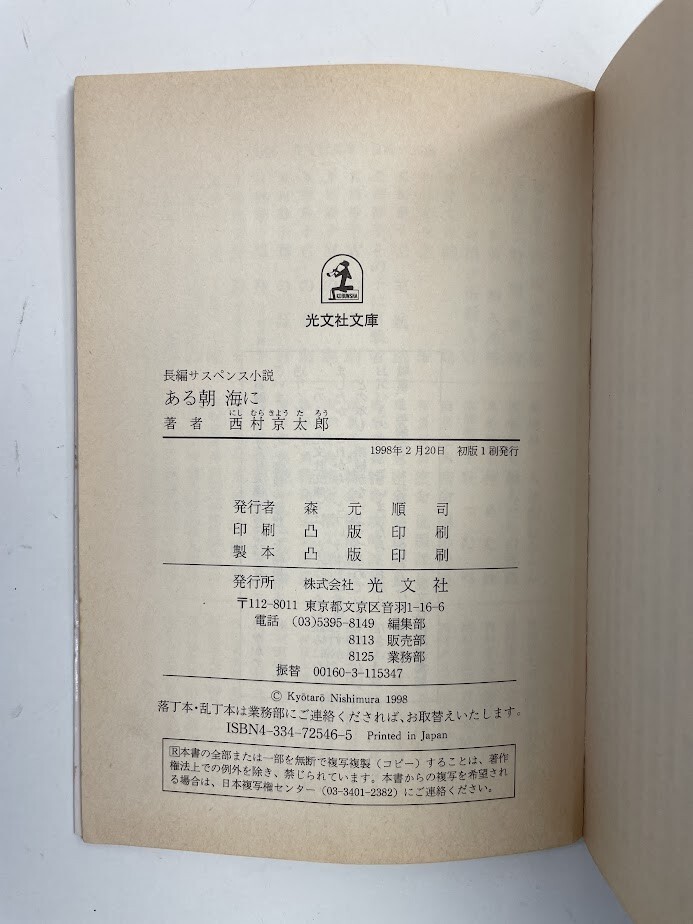 KOBUNSHA
光文社文庫
長編サスペンス小説
ある朝 海に
にし むら きょう た ろう
著者 西村京太郎
1998年2月20日 初版1刷発行
発行者 森元順司
印刷 凸版印刷
製本 凸版印刷
発行所 株式会社 光文社
〒112-8011 東京都文京区音羽1-16-6
電話 (03)5395-8149 編集部
8113 販売部
8125 業務部
振替 00160-3-115347
© Kyōtarō Nishimura 1998
落丁本・乱丁本は業務部にご連絡くだされば、お取替えいたします。
ISBN4-334-72546-5 Printed in Japan
Ⓡ本書の全部または一部を無断で複写複製（コピー）することは、著作
権法上での例外を除き、禁じられています。本書からの複写を希望され
る場合は、日本複写権センター（03-3401-2382）にご連絡ください。